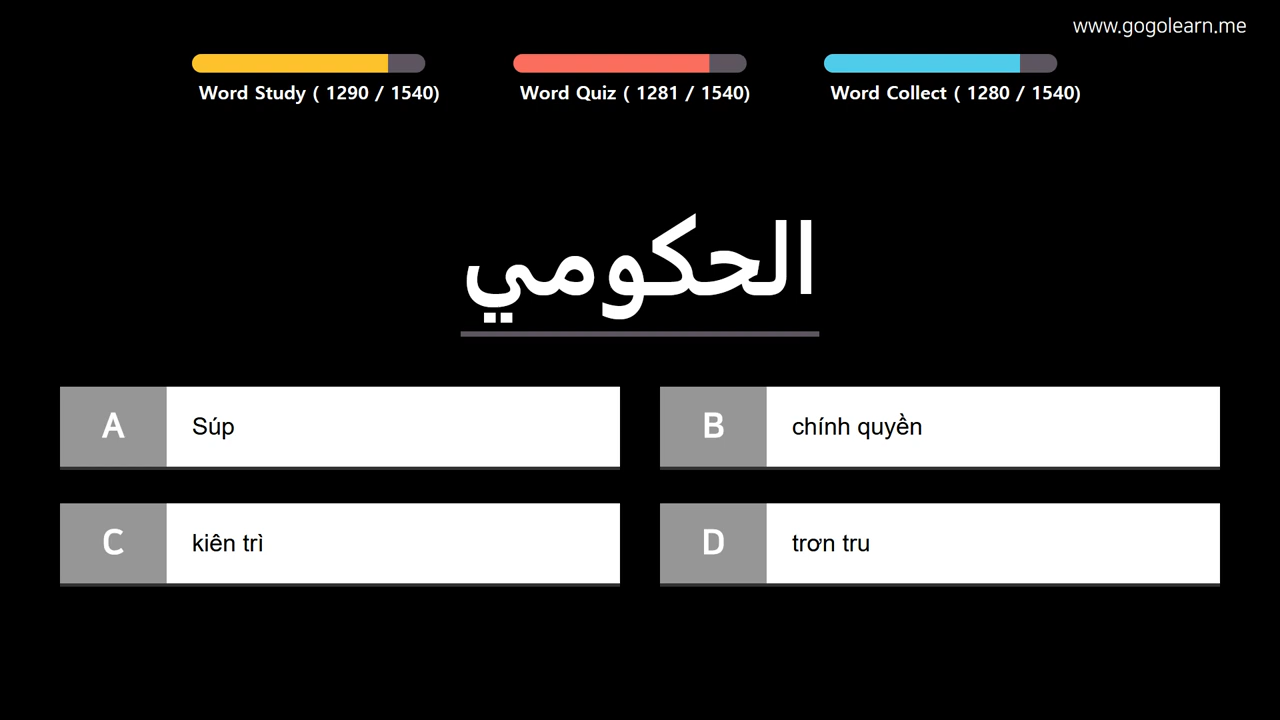 www.gogolearn.me
Word Study ( 1290 / 1540)
Word Quiz ( 1281 / 1540)
Word Collect ( 1280 / 1540)
الحكومي
A Súp
B chính quyền
C kiên trì
D trơn tru